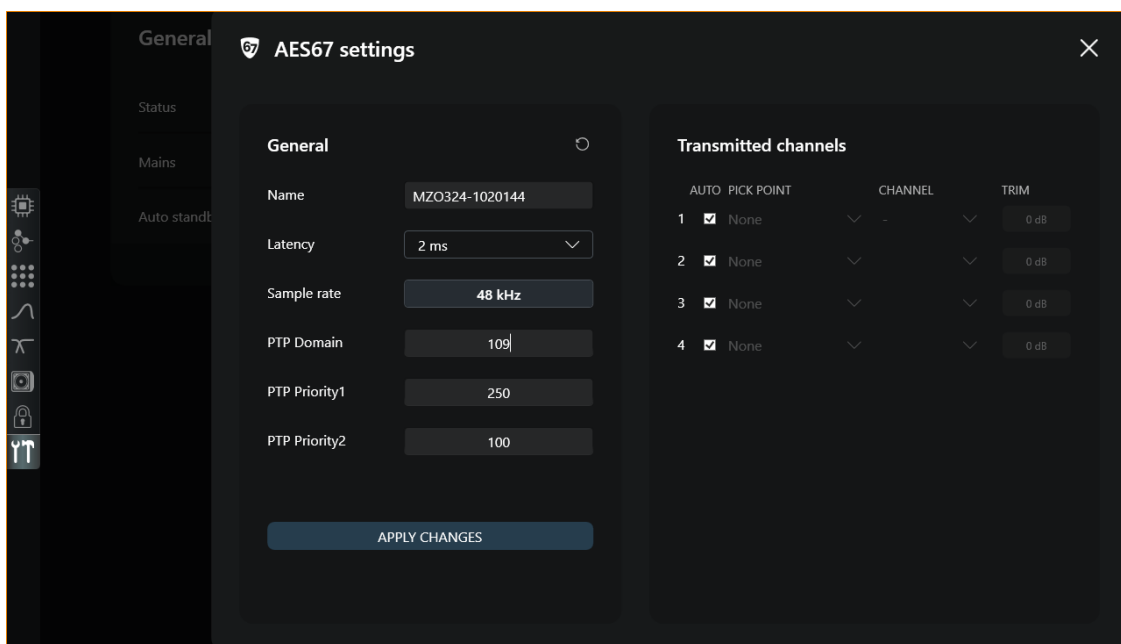 General
Status
Mains
Auto standb
67 AES67 settings
General
Name MZO324-1020144
Latency 2 ms
Sample rate 48 kHz
PTP Domain 109
PTP Priority1 250
PTP Priority2 100
APPLY CHANGES
Transmitted channels
AUTO PICK POINT CHANNEL TRIM
1 None - 0 dB
2 None 0 dB
3 None 0 dB
4 None 0 dB